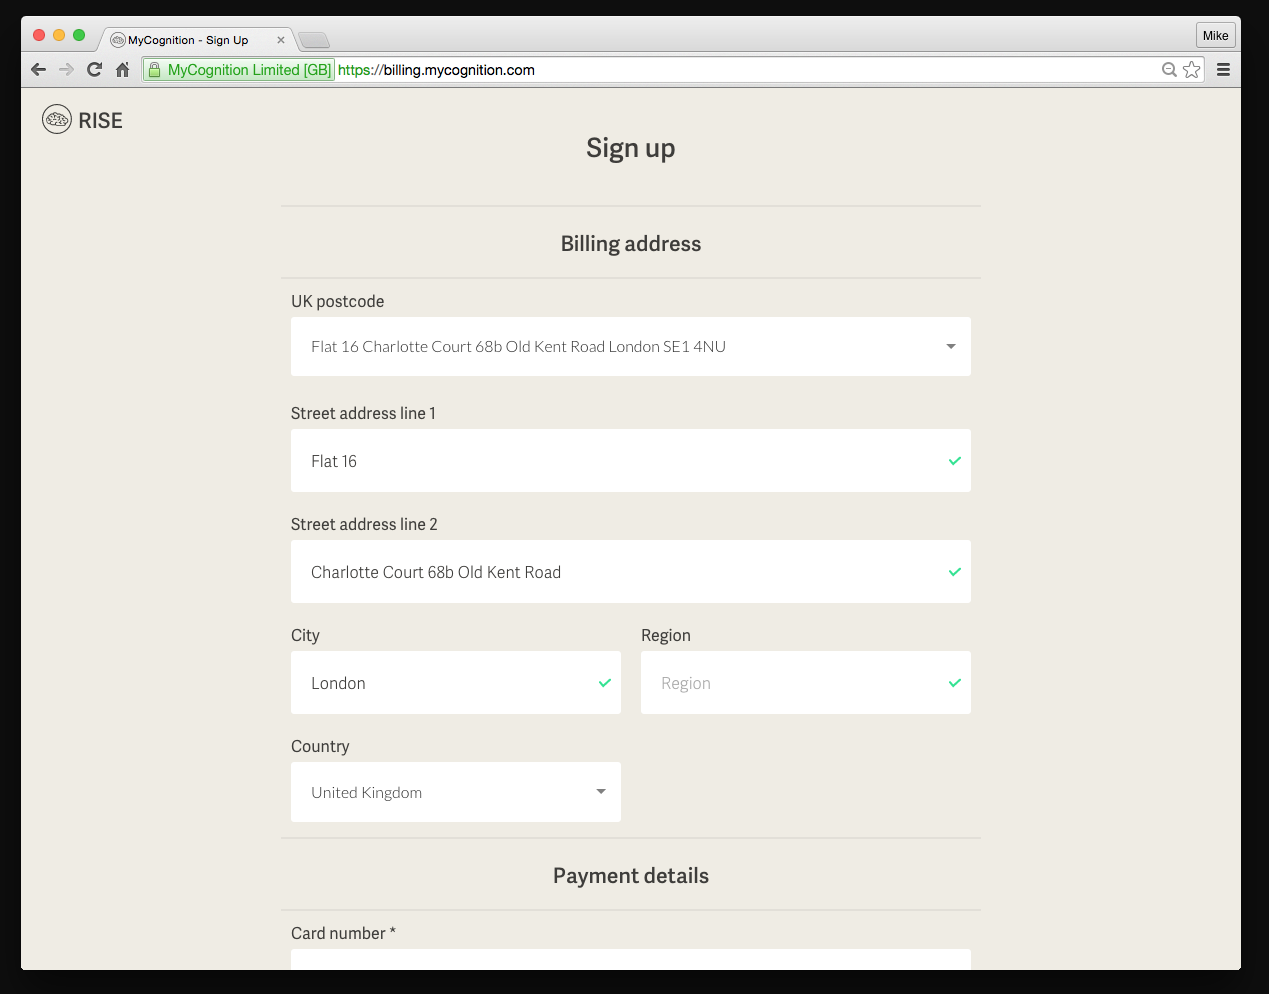 MyCognition - Sign Up
Mike
MyCognition Limited [GB] https://billing.mycognition.com
RISE
Sign up
Billing address
UK postcode
Flat 16 Charlotte Court 68b Old Kent Road London SE1 4NU
Street address line 1
Flat 16
Street address line 2
Charlotte Court 68b Old Kent Road
City
Region
London
Region
Country
United Kingdom
Payment details
Card number *